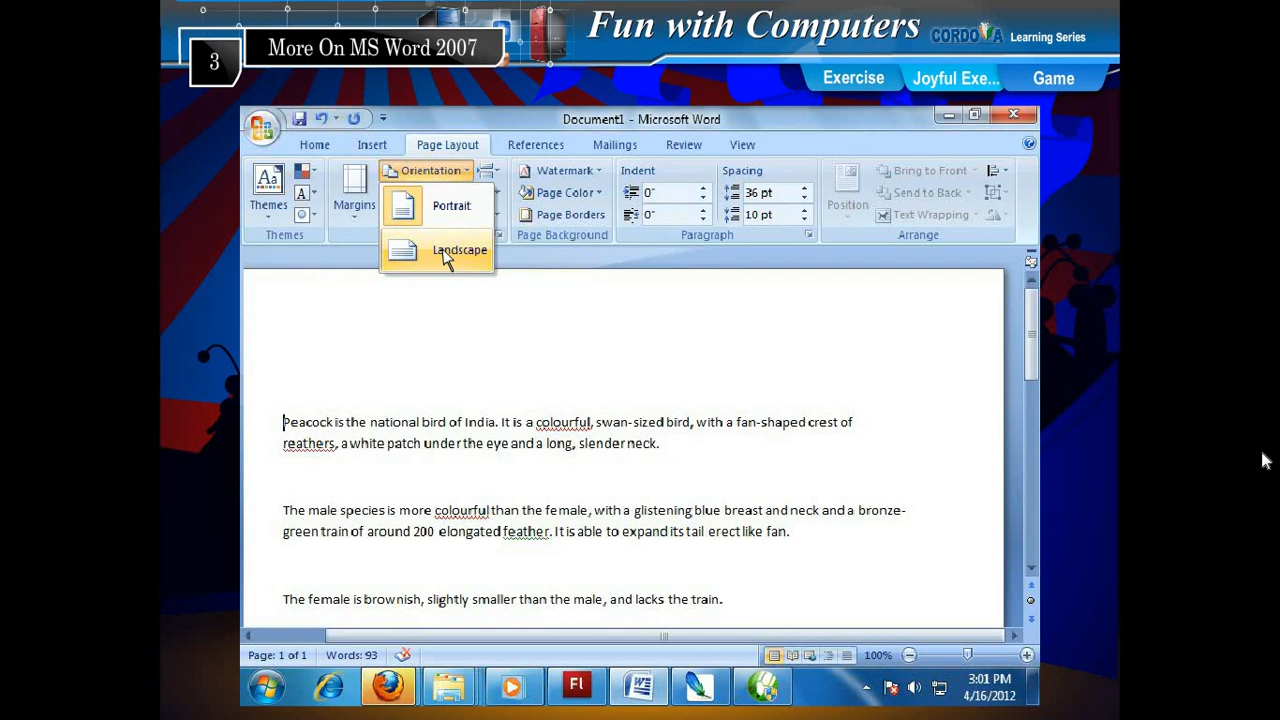 Fun with Computers
CORDOVA Learning Series
3
More On MS Word 2007
Exercise
Joyful Exe...
Game
Document1 - Microsoft Word
Home Insert Page Layout References Mailings Review View
Aa
Themes
Themes
Margins
Orientation
Portrait
Landscape
Watermark
Page Color
Page Borders
Page Background
Indent
0"
0"
Spacing
36 pt
10 pt
Paragraph
Position
Bring to Front
Send to Back
Text Wrapping
Arrange
Peacock is the national bird of India. It is a colourful, swan-sized bird, with a fan-shaped crest of
reathers, a white patch under the eye and a long, slender neck.
The male species is more colourful than the female, with a glistening blue breast and neck and a bronze-
green train of around 200 elongated feather. It is able to expand its tail erect like fan.
The female is brownish, slightly smaller than the male, and lacks the train.
Page: 1 of 1 Words: 93 100%
Fl
3:01 PM
4/16/2012